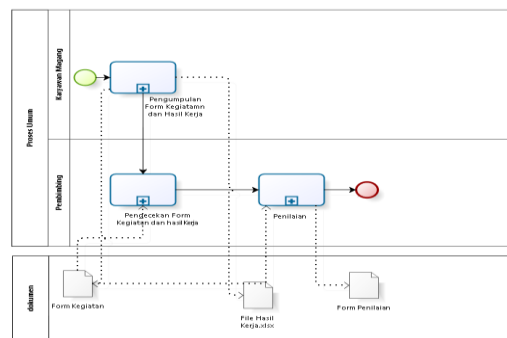 Proses Umum
Karyawan Magang
Pengumpulan
Form Kegiatamn
dan Hasil Kerja
Pembimbing
Pengecekan Form
Kegiatan dan hasil Kerja
Penilaian
dokumen
Form Kegiatan
File Hasil
Kerja.xlsx
Form Penilaian